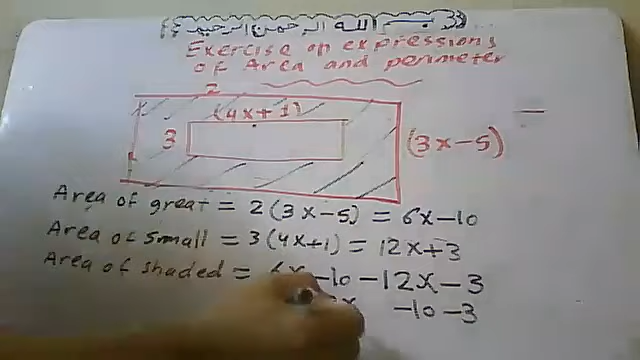 بسم الله الرحمن الرحيم
Exercise on expressions
of Area and perimeter
2
(4x+1)
3
(3x-5)
Area of great = 2(3x-5) = 6x-10
Area of small = 3(4x+1) = 12x+3
Area of shaded = 6x-10-12x-3
-10-3